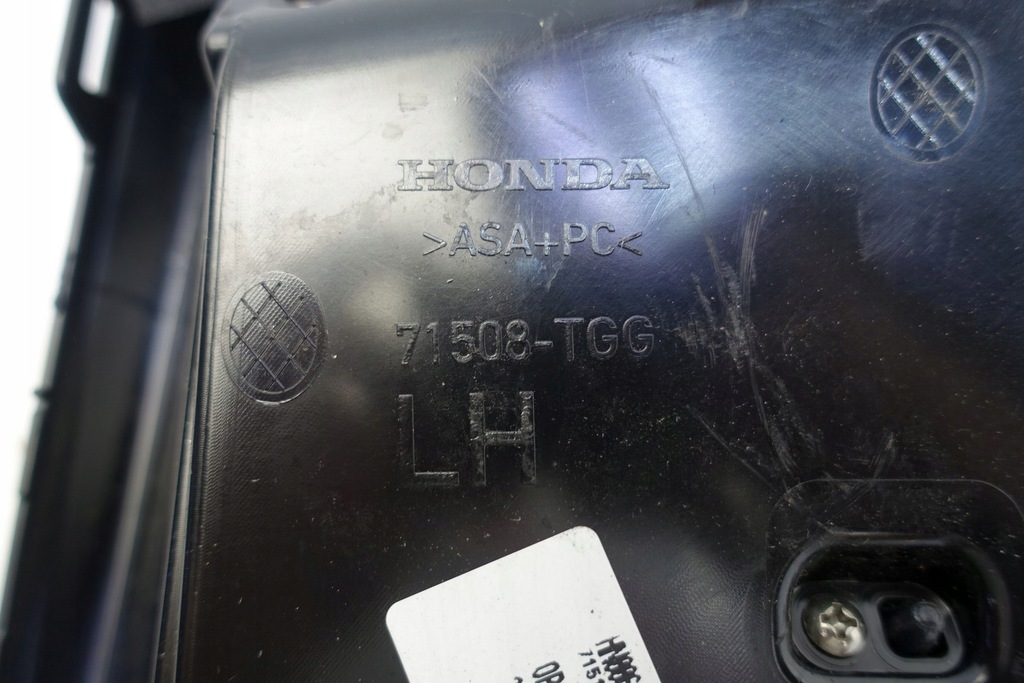 HONDA
>ASA+PC<
71508-TGG
LH